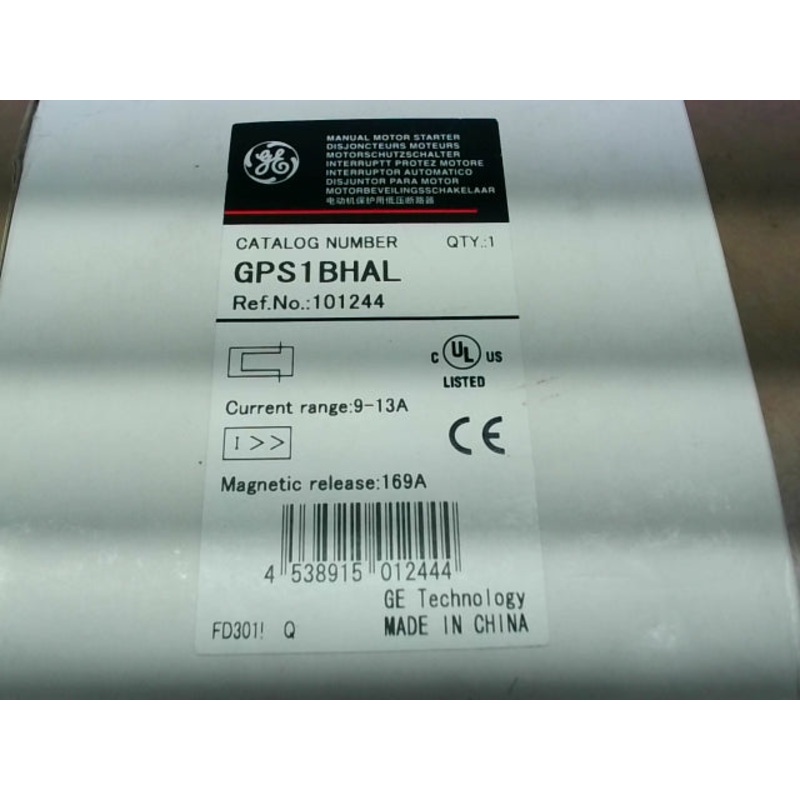 GE
MANUAL MOTOR STARTER
DISJONCTEURS MOTEURS
MOTORSCHUTZSCHALTER
INTERRUPTT PROTEZ MOTORE
INTERRUPTOR AUTOMATICO
DISJUNTOR PARA MOTOR
MOTORBEVEILINGSSCHAKELAAR
电动机保护用低压断路器
CATALOG NUMBER QTY.:1
GPS1BHAL
Ref.No.:101244
C UL US
LISTED
Current range:9-13A
I >>
CE
Magnetic release:169A
4 538915 012444
GE Technology
FD301! Q MADE IN CHINA